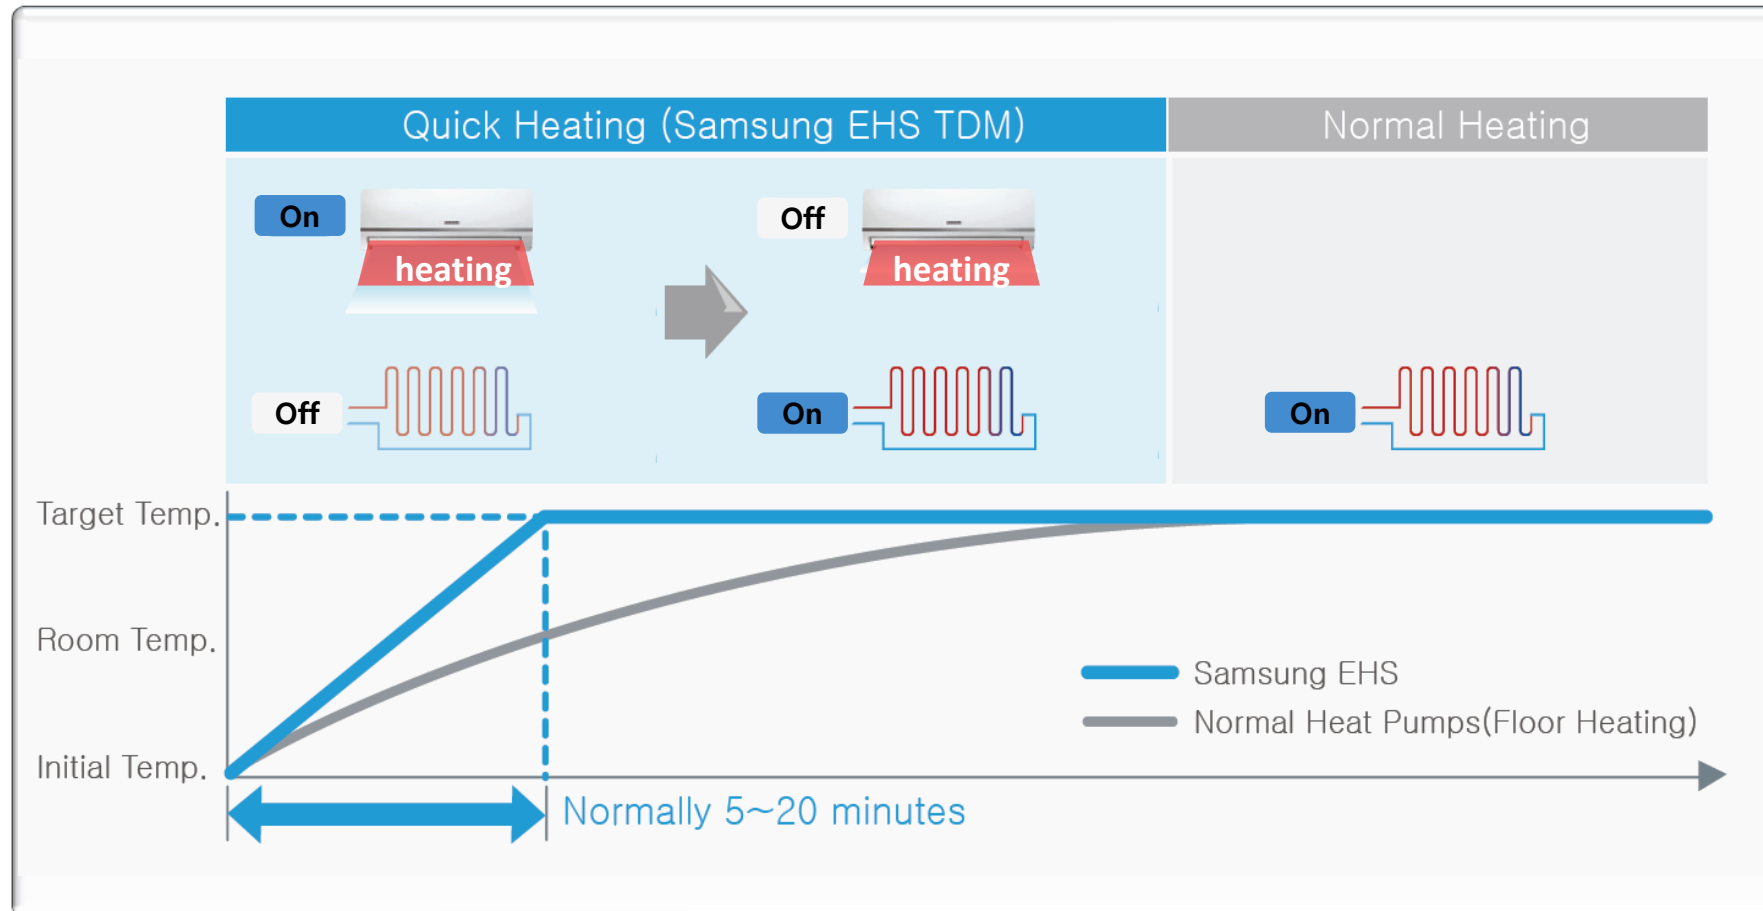 Quick Heating (Samsung EHS TDM)
Normal Heating
On
heating
Off
heating
Off
On
On
Target Temp.
Room Temp.
Samsung EHS
Normal Heat Pumps(Floor Heating)
Initial Temp.
Normally 5~20 minutes